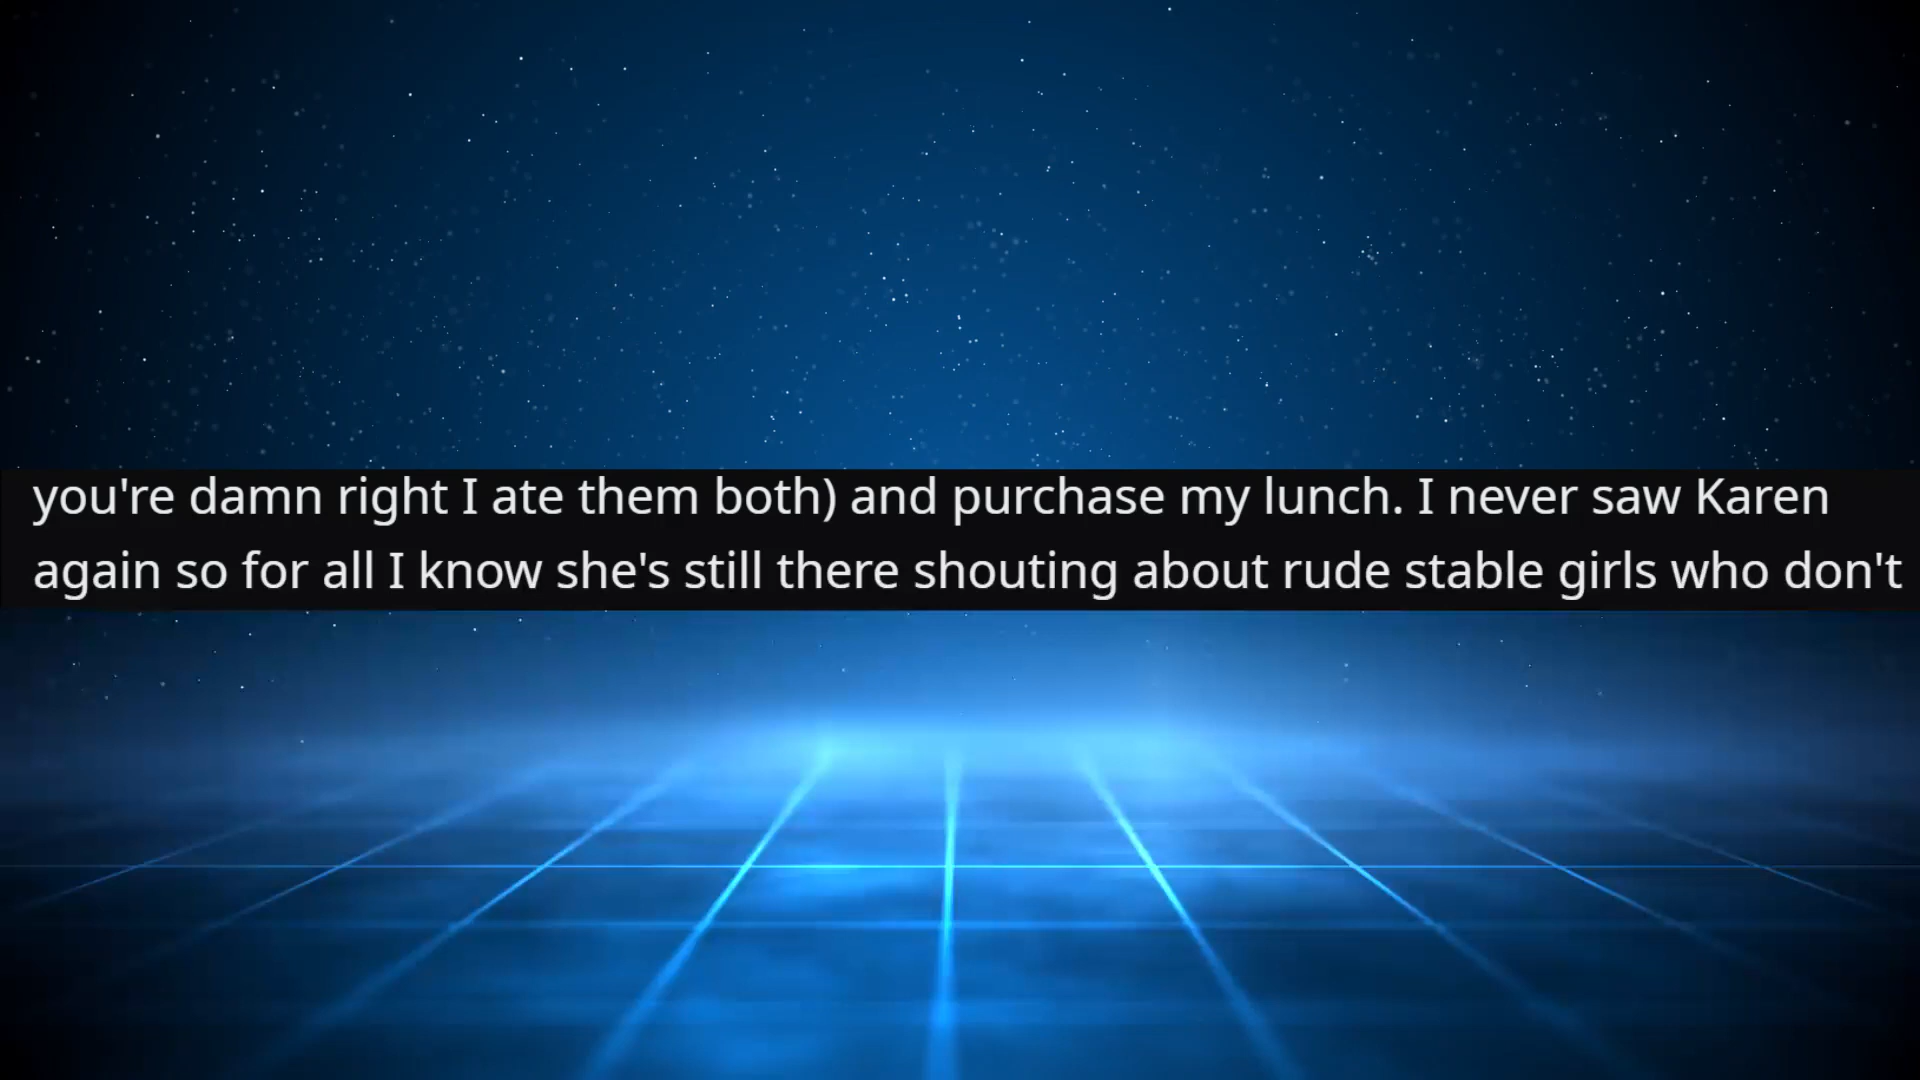 you're damn right I ate them both) and purchase my lunch. I never saw Karen
again so for all I know she's still there shouting about rude stable girls who don't